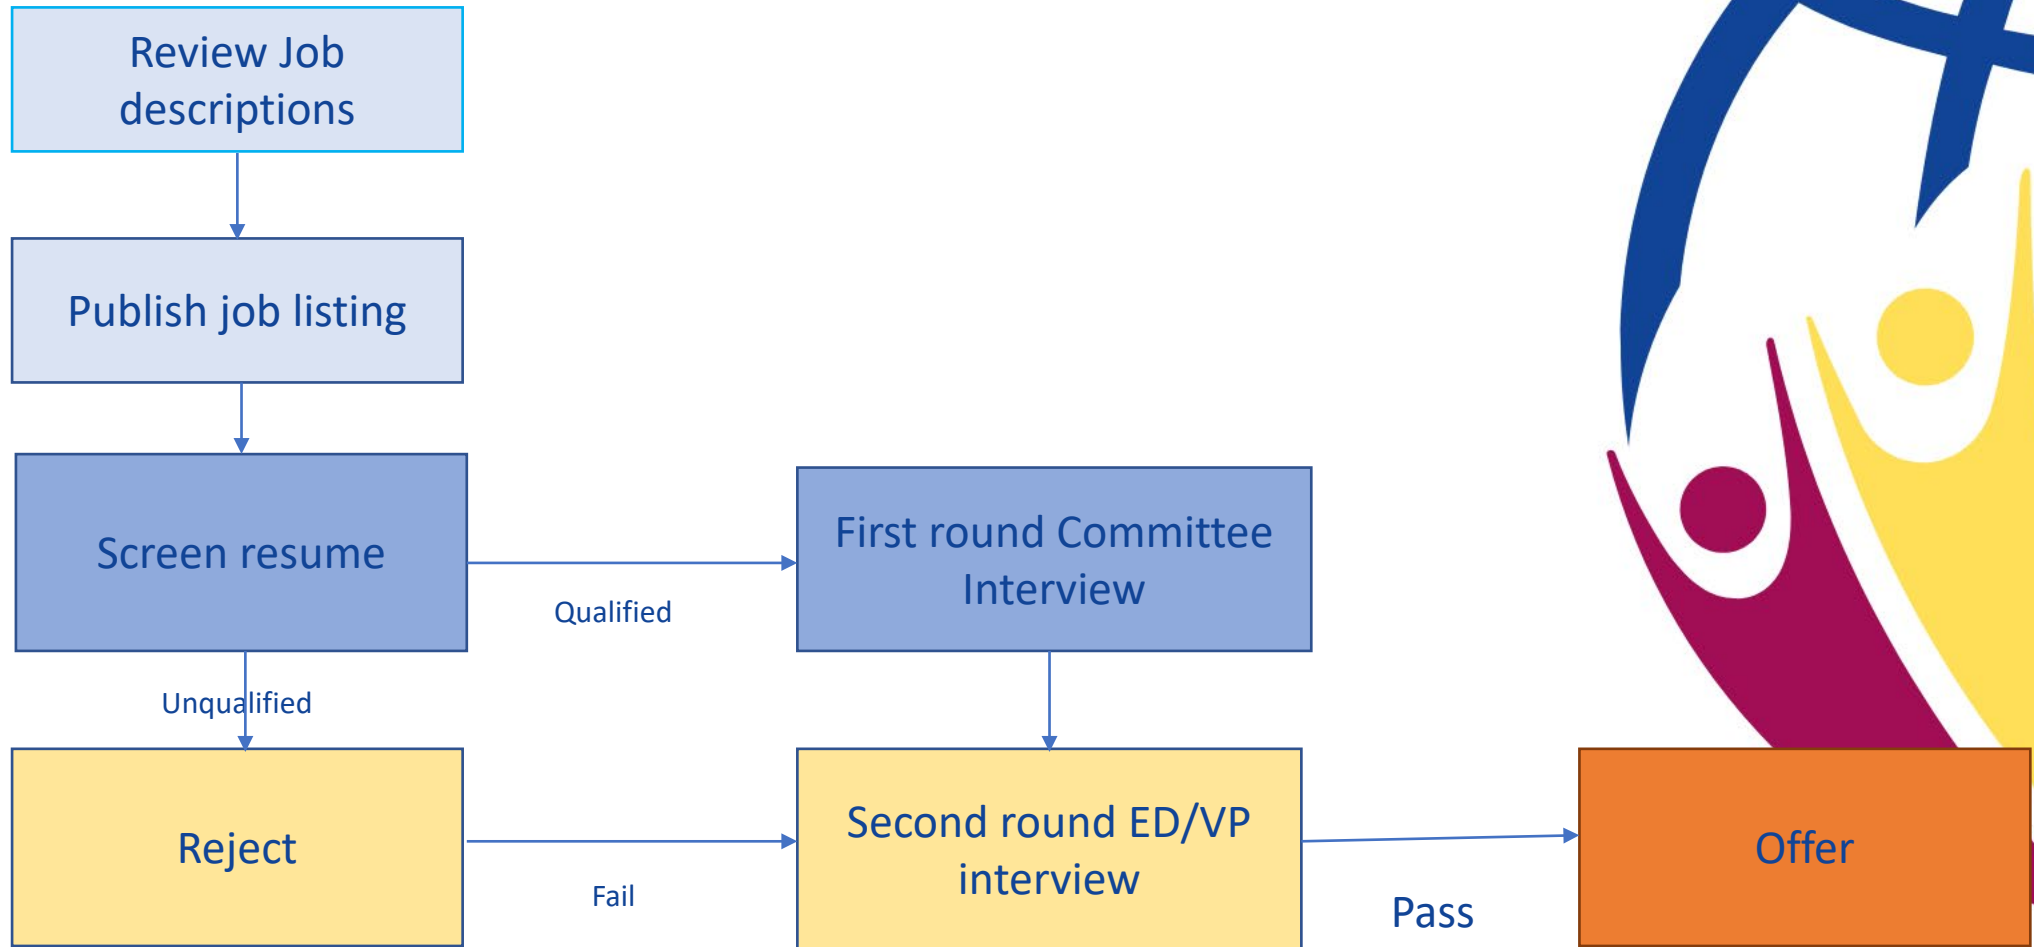 Review Job
descriptions
Publish job listing
Screen resume
Qualified
First round Committee
Interview
Unqualified
Reject
Fail
Second round ED/VP
interview
Pass
Offer